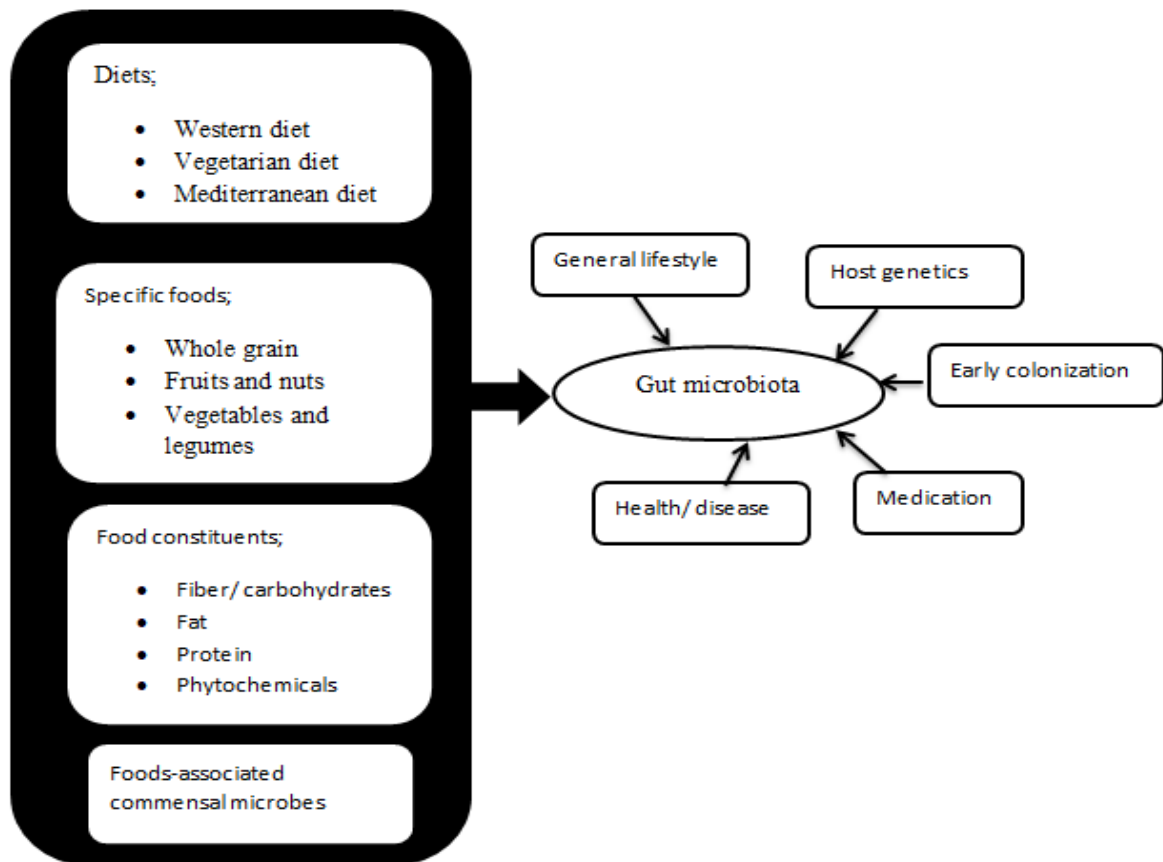 Diets;
• Western diet
• Vegetarian diet
• Mediterranean diet
Specific foods;
• Whole grain
• Fruits and nuts
• Vegetables and
legumes
Food constituents;
• Fiber/ carbohydrates
• Fat
• Protein
• Phytochemicals
Foods-associated
commensal microbes
General lifestyle
Host genetics
Gut microbiota
Early colonization
Health/ disease
Medication